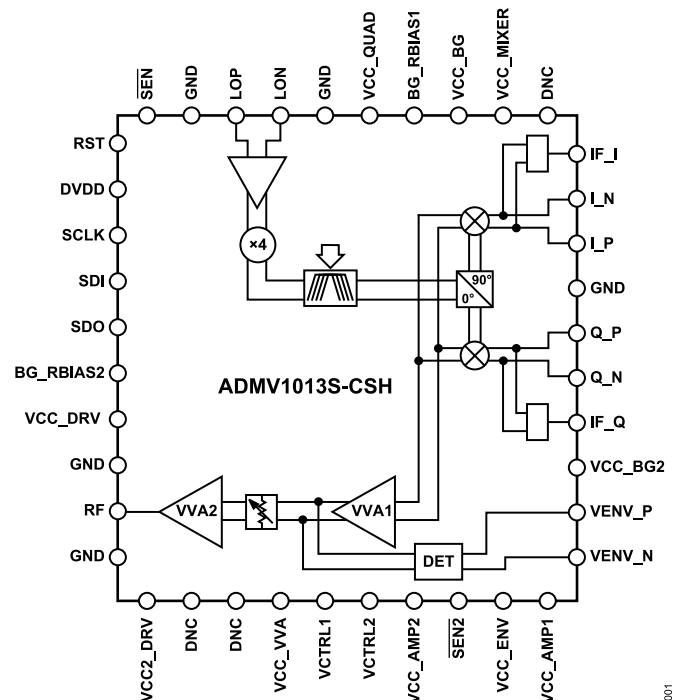 SEN
GND
LOP
LON
GND
VCC_QUAD
BG_RBIAS1
VCC_BG
VCC_MIXER
DNC
RST
DVDD
SCLK
SDI
SDO
BG_RBIAS2
VCC_DRV
GND
RF
GND
×4
90°
0°
ADMV1013S-CSH
VVA2
VVA1
DET
IF_I
I_N
I_P
GND
Q_P
Q_N
IF_Q
VCC_BG2
VENV_P
VENV_N
VCC2_DRV
DNC
DNC
VCC_VVA
VCTRL1
VCTRL2
VCC_AMP2
SEN2
VCC_ENV
VCC_AMP1
001